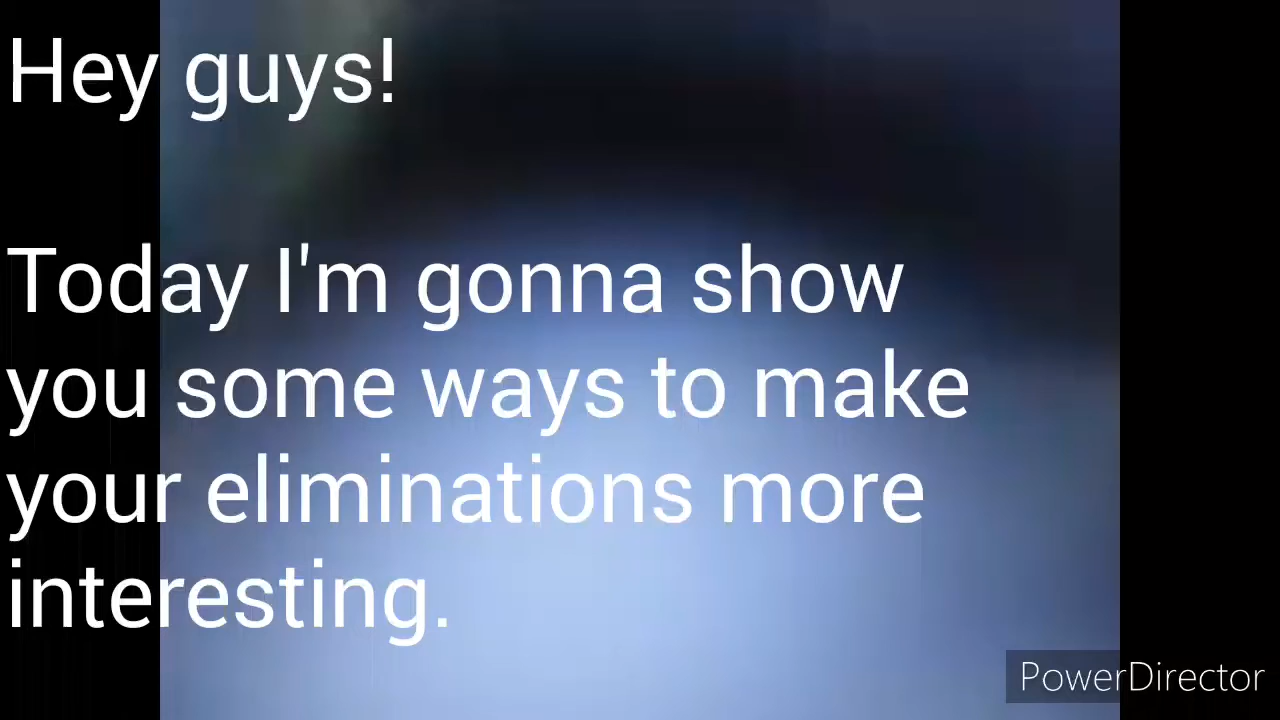 Hey guys!
Today I'm gonna show
you some ways to make
your eliminations more
interesting.
PowerDirector